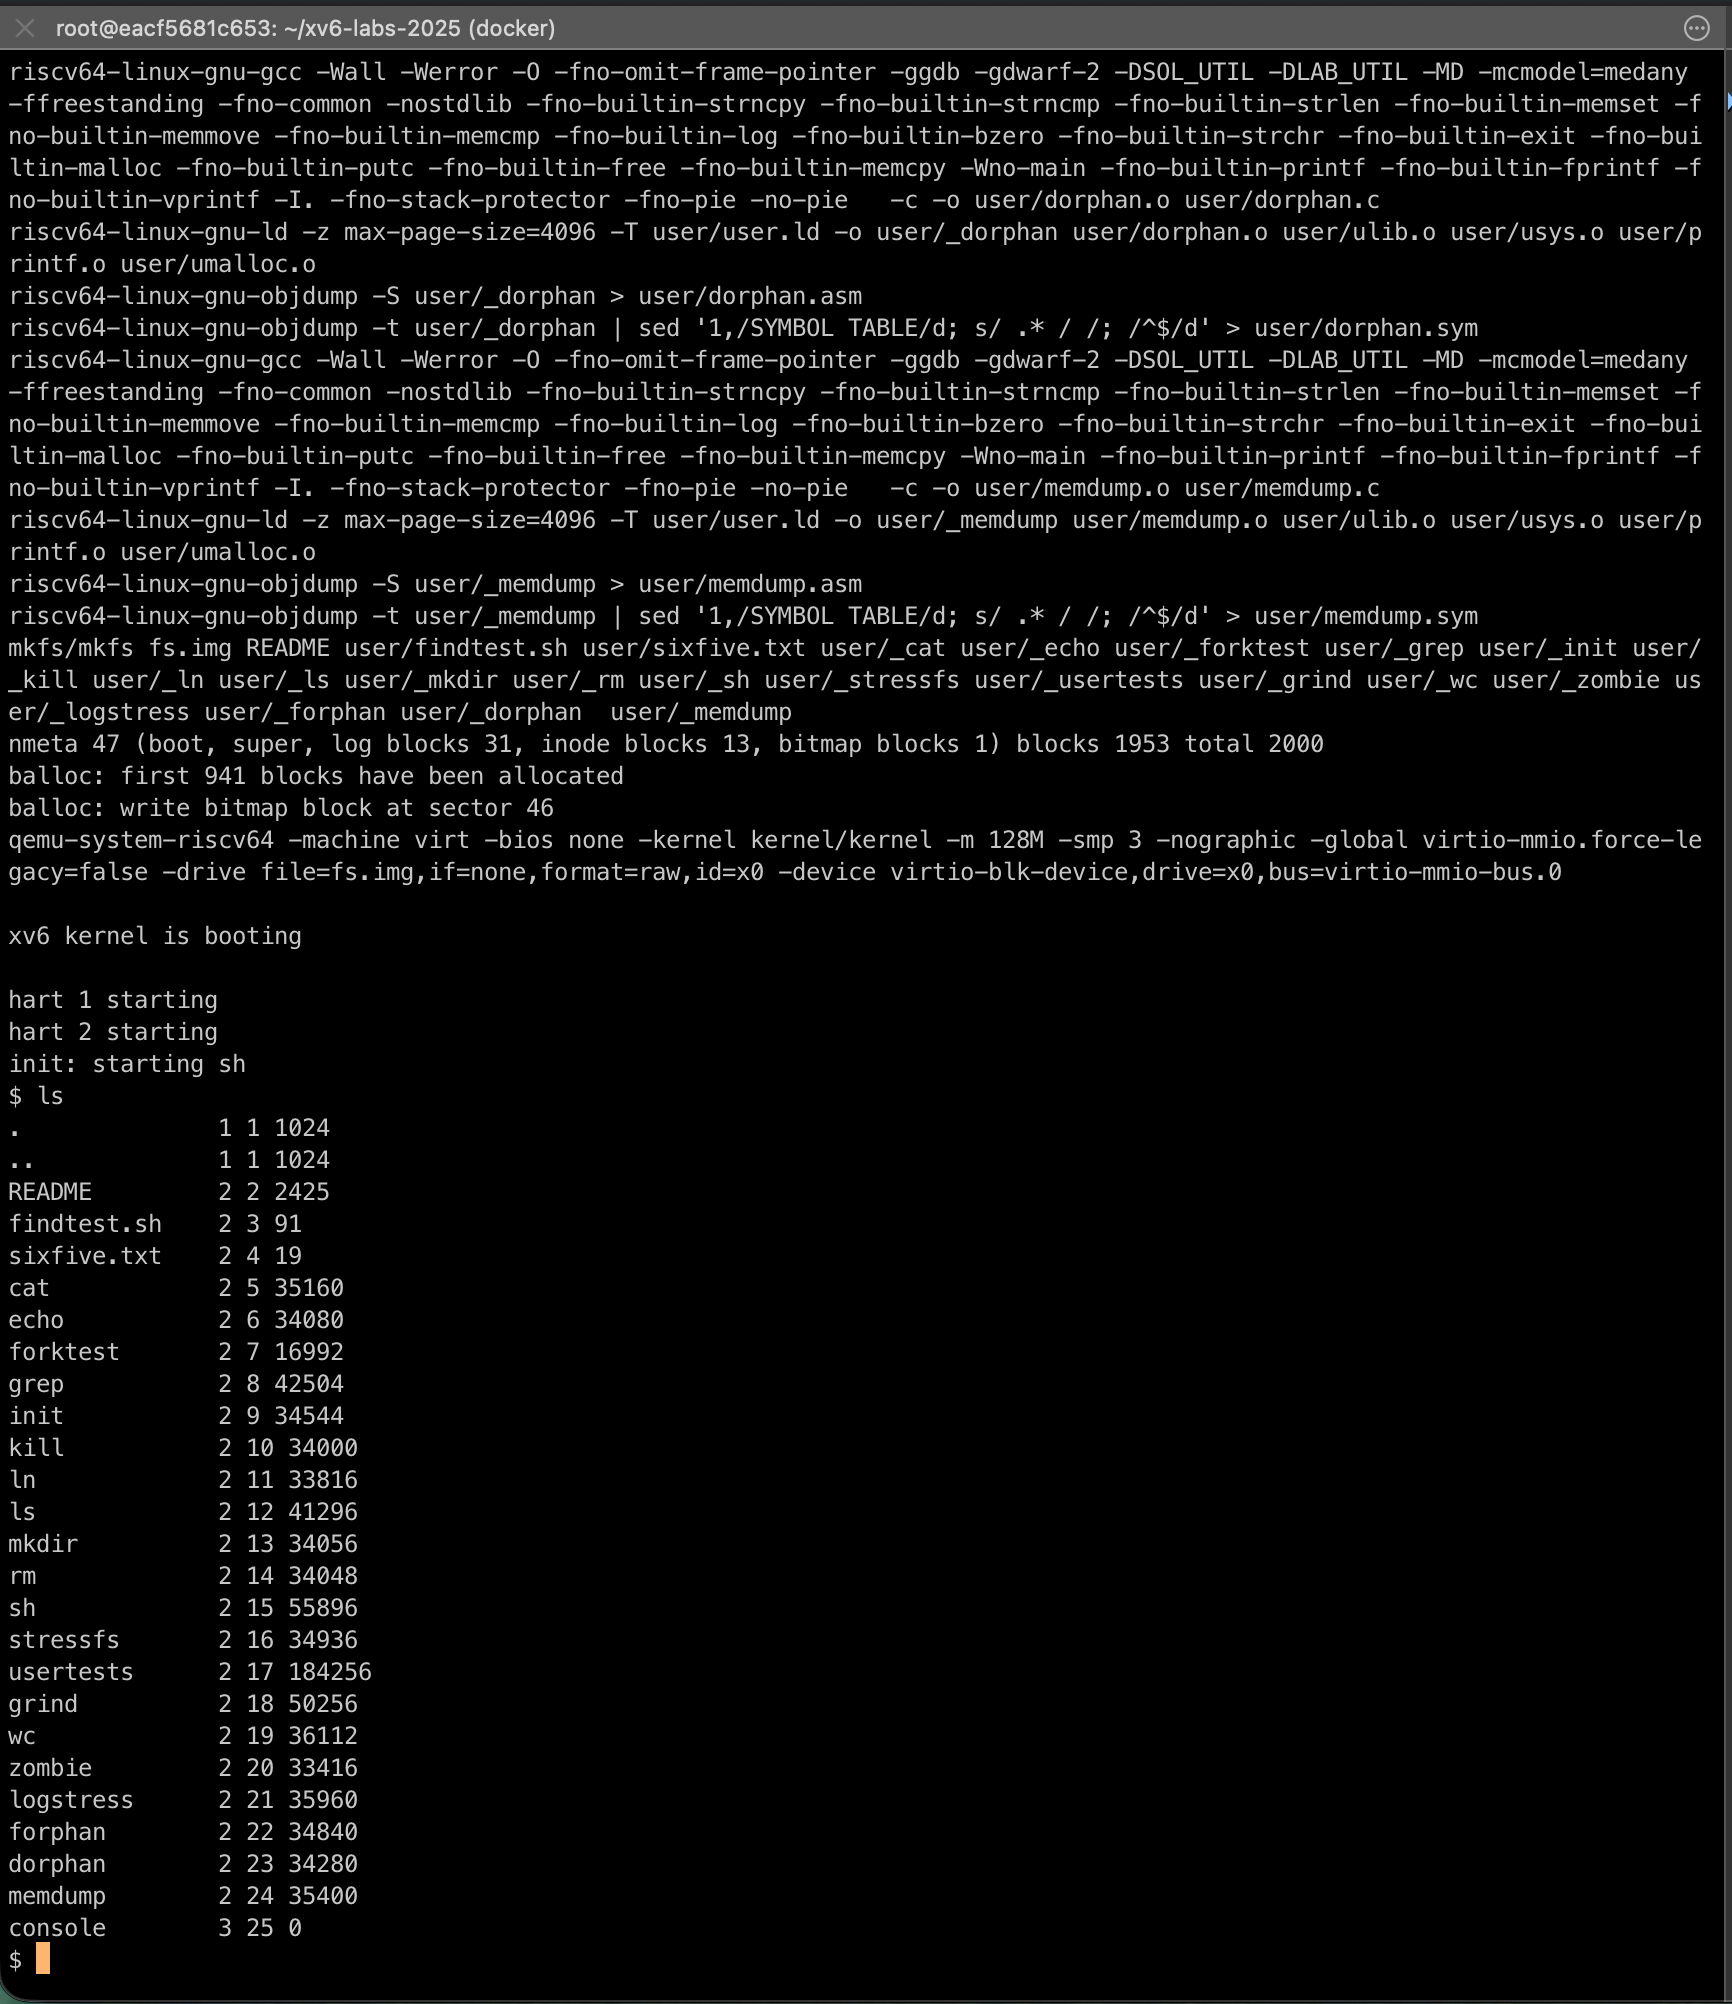 root@eacf5681c653: ~/xv6-labs-2025 (docker)
riscv64-linux-gnu-gcc -Wall -Werror -O -fno-omit-frame-pointer -ggdb -gdwarf-2 -DSOL_UTIL -DLAB_UTIL -MD -mcmodel=medany
-ffreestanding -fno-common -nostdlib -fno-builtin-strncpy -fno-builtin-strncmp -fno-builtin-strlen -fno-builtin-memset -f
no-builtin-memmove -fno-builtin-memcmp -fno-builtin-log -fno-builtin-bzero -fno-builtin-strchr -fno-builtin-exit -fno-bui
ltin-malloc -fno-builtin-putc -fno-builtin-free -fno-builtin-memcpy -Wno-main -fno-builtin-printf -fno-builtin-fprintf -f
no-builtin-vprintf -I. -fno-stack-protector -fno-pie -no-pie   -c -o user/dorphan.o user/dorphan.c
riscv64-linux-gnu-ld -z max-page-size=4096 -T user/user.ld -o user/_dorphan user/dorphan.o user/ulib.o user/usys.o user/p
rintf.o user/umalloc.o
riscv64-linux-gnu-objdump -S user/_dorphan > user/dorphan.asm
riscv64-linux-gnu-objdump -t user/_dorphan | sed '1,/SYMBOL TABLE/d; s/ .* / /; /^$/d' > user/dorphan.sym
riscv64-linux-gnu-gcc -Wall -Werror -O -fno-omit-frame-pointer -ggdb -gdwarf-2 -DSOL_UTIL -DLAB_UTIL -MD -mcmodel=medany
-ffreestanding -fno-common -nostdlib -fno-builtin-strncpy -fno-builtin-strncmp -fno-builtin-strlen -fno-builtin-memset -f
no-builtin-memmove -fno-builtin-memcmp -fno-builtin-log -fno-builtin-bzero -fno-builtin-strchr -fno-builtin-exit -fno-bui
ltin-malloc -fno-builtin-putc -fno-builtin-free -fno-builtin-memcpy -Wno-main -fno-builtin-printf -fno-builtin-fprintf -f
no-builtin-vprintf -I. -fno-stack-protector -fno-pie -no-pie   -c -o user/memdump.o user/memdump.c
riscv64-linux-gnu-ld -z max-page-size=4096 -T user/user.ld -o user/_memdump user/memdump.o user/ulib.o user/usys.o user/p
rintf.o user/umalloc.o
riscv64-linux-gnu-objdump -S user/_memdump > user/memdump.asm
riscv64-linux-gnu-objdump -t user/_memdump | sed '1,/SYMBOL TABLE/d; s/ .* / /; /^$/d' > user/memdump.sym
mkfs/mkfs fs.img README user/findtest.sh user/sixfive.txt user/_cat user/_echo user/_forktest user/_grep user/_init user/
_kill user/_ln user/_ls user/_mkdir user/_rm user/_sh user/_stressfs user/_usertests user/_grind user/_wc user/_zombie us
er/_logstress user/_forphan user/_dorphan  user/_memdump
nmeta 47 (boot, super, log blocks 31, inode blocks 13, bitmap blocks 1) blocks 1953 total 2000
balloc: first 941 blocks have been allocated
balloc: write bitmap block at sector 46
qemu-system-riscv64 -machine virt -bios none -kernel kernel/kernel -m 128M -smp 3 -nographic -global virtio-mmio.force-le
gacy=false -drive file=fs.img,if=none,format=raw,id=x0 -device virtio-blk-device,drive=x0,bus=virtio-mmio-bus.0
xv6 kernel is booting
hart 1 starting
hart 2 starting
init: starting sh
$ ls
.              1 1 1024
..             1 1 1024
README         2 2 2425
findtest.sh    2 3 91
sixfive.txt    2 4 19
cat            2 5 35160
echo           2 6 34080
forktest       2 7 16992
grep           2 8 42504
init           2 9 34544
kill           2 10 34000
ln             2 11 33816
ls             2 12 41296
mkdir          2 13 34056
rm             2 14 34048
sh             2 15 55896
stressfs       2 16 34936
usertests      2 17 184256
grind          2 18 50256
wc             2 19 36112
zombie         2 20 33416
logstress      2 21 35960
forphan        2 22 34840
dorphan        2 23 34280
memdump        2 24 35400
console        3 25 0
$